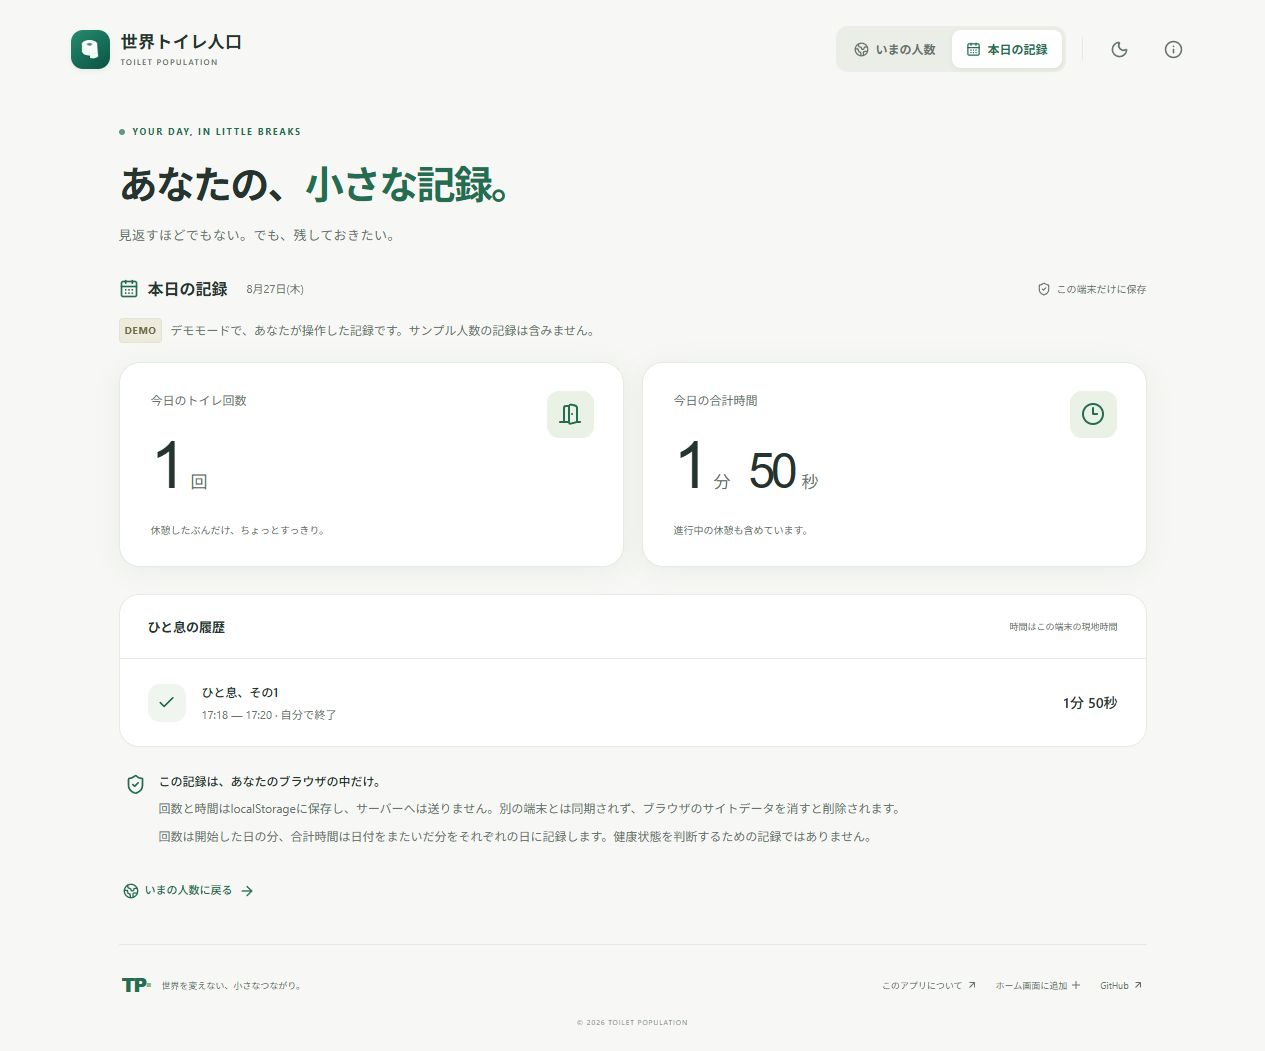 世界トイレ人口
TOILET POPULATION
いまの人数
本日の記録
YOUR DAY, IN LITTLE BREAKS
あなたの、小さな記録。
見返すほどでもない。でも、残しておきたい。
本日の記録 8月27日(木)
この端末だけに保存
DEMO デモモードで、あなたが操作した記録です。サンプル人数の記録は含みません。
今日のトイレ回数
1 回
休憩したぶんだけ、ちょっとすっきり。
今日の合計時間
1 分 50 秒
進行中の休憩も含めています。
ひと息の履歴
時間はこの端末の現地時間
ひと息、その1
17:18 — 17:20 · 自分で終了
1分 50秒
この記録は、あなたのブラウザの中だけ。
回数と時間はlocalStorageに保存し、サーバーへは送りません。別の端末とは同期されず、ブラウザのサイトデータを消すと削除されます。
回数は開始した日の分、合計時間は日付をまたいだ分をそれぞれの日に記録します。健康状態を判断するための記録ではありません。
いまの人数に戻る
TP 世界を変えない、小さなつながり。
このアプリについて
ホーム画面に追加
GitHub
© 2026 TOILET POPULATION